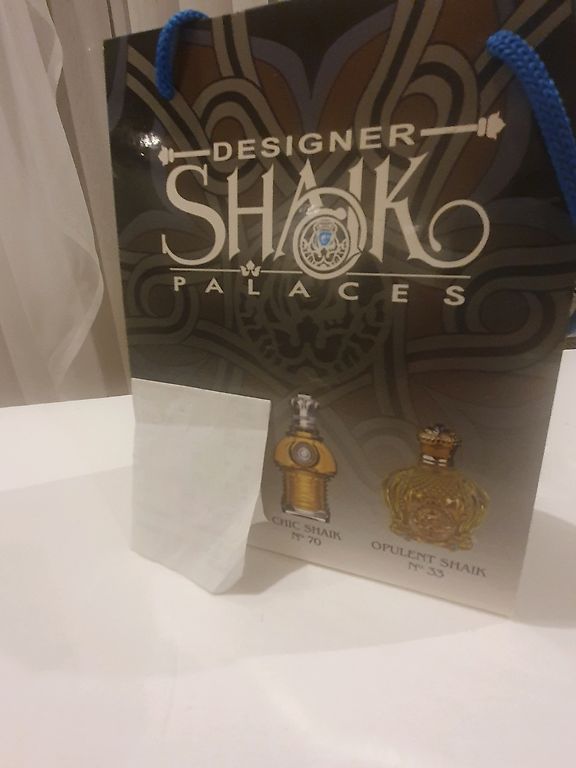 DESIGNER
SHAIK
PALACES
CHIC SHAIK
Nº 70
OPULENT SHAIK
Nº 33